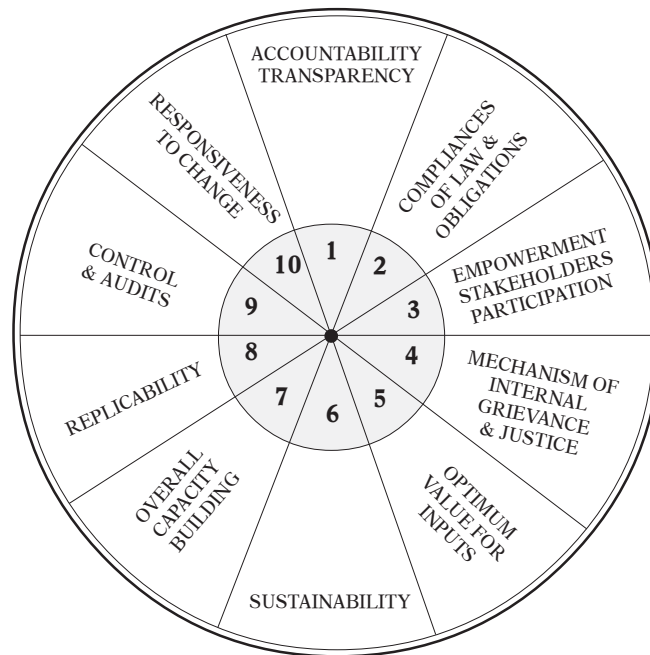 ACCOUNTABILITY
TRANSPARENCY
COMPLIANCES
OF LAW &
OBLIGATIONS
EMPOWERMENT
STAKEHOLDERS
PARTICIPATION
MECHANISM OF
INTERNAL
GRIEVANCE
& JUSTICE
OPTIMUM
VALUE FOR
INPUTS
SUSTAINABILITY
OVERALL
CAPACITY
BUILDING
REPLICABILITY
CONTROL
& AUDITS
RESPONSIVENESS
TO CHANGE
1
2
3
4
5
6
7
8
9
10